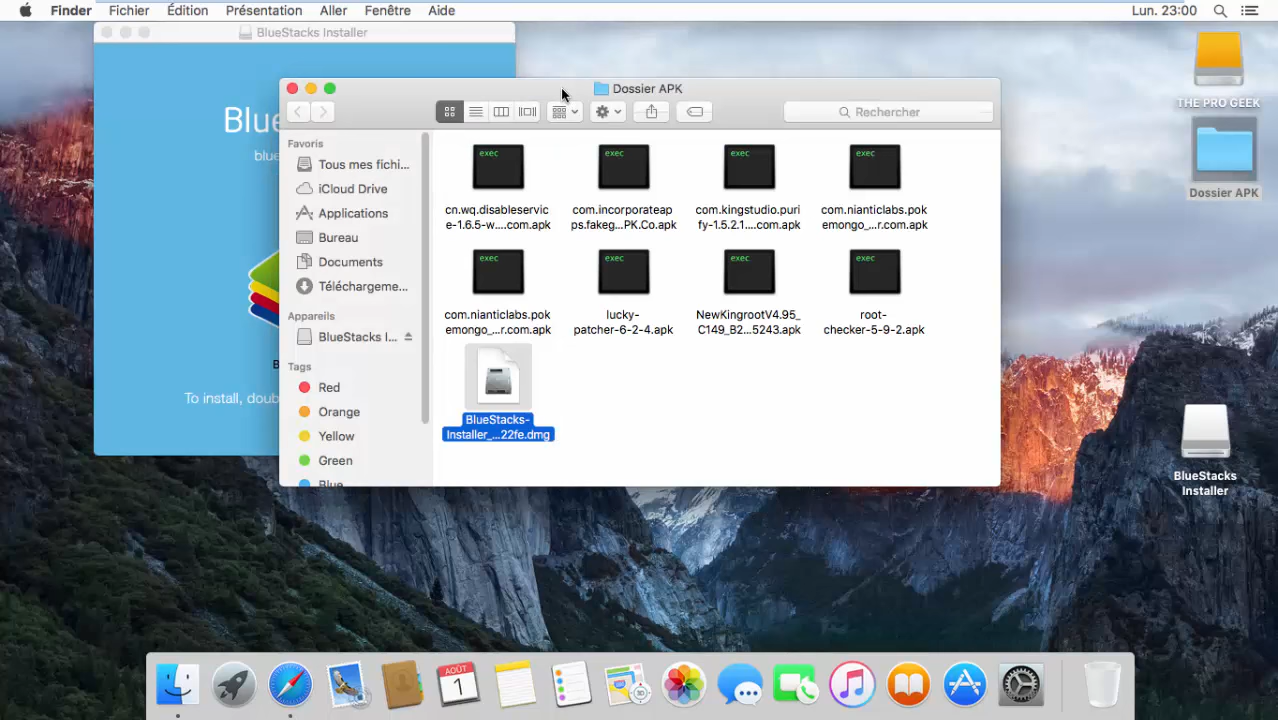 Finder Fichier Édition Présentation Aller Fenêtre Aide Lun. 23:00
BlueStacks Installer
Blue
blu
B
To install, doub
Dossier APK
Rechercher
Favoris
Tous mes fichi...
iCloud Drive
Applications
Bureau
Documents
Téléchargeme...
Appareils
BlueStacks I...
Tags
Red
Orange
Yellow
Green
Blue
exec
cn.wq.disableservic
e-1.6.5-w....com.apk
exec
com.incorporateap
ps.fakeg...PK.Co.apk
exec
com.kingstudio.puri
fy-1.5.2.1....com.apk
exec
com.nianticlabs.pok
emongo_...r.com.apk
exec
com.nianticlabs.pok
emongo_...r.com.apk
exec
lucky-
patcher-6-2-4.apk
exec
NewKingrootV4.95_
C149_B2...5243.apk
exec
root-
checker-5-9-2.apk
BlueStacks-
Installer_...22fe.dmg
THE PRO GEEK
Dossier APK
BlueStacks
Installer
AOÛT
1